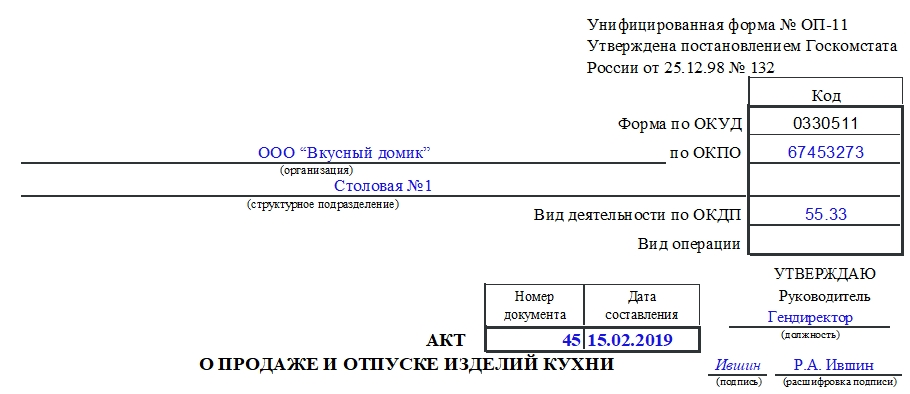 Унифицированная форма № ОП-11
Утверждена постановлением Госкомстата
России от 25.12.98 № 132
Код
Форма по ОКУД 0330511
ООО “Вкусный домик” по ОКПО 67453273
(организация)
Столовая №1
(структурное подразделение)
Вид деятельности по ОКДП 55.33
Вид операции
УТВЕРЖДАЮ
Руководитель
Гендиректор
(должность)
Номер документа Дата составления
АКТ 45 15.02.2019
О ПРОДАЖЕ И ОТПУСКЕ ИЗДЕЛИЙ КУХНИ
Ившин Р.А. Ившин
(подпись) (расшифровка подписи)